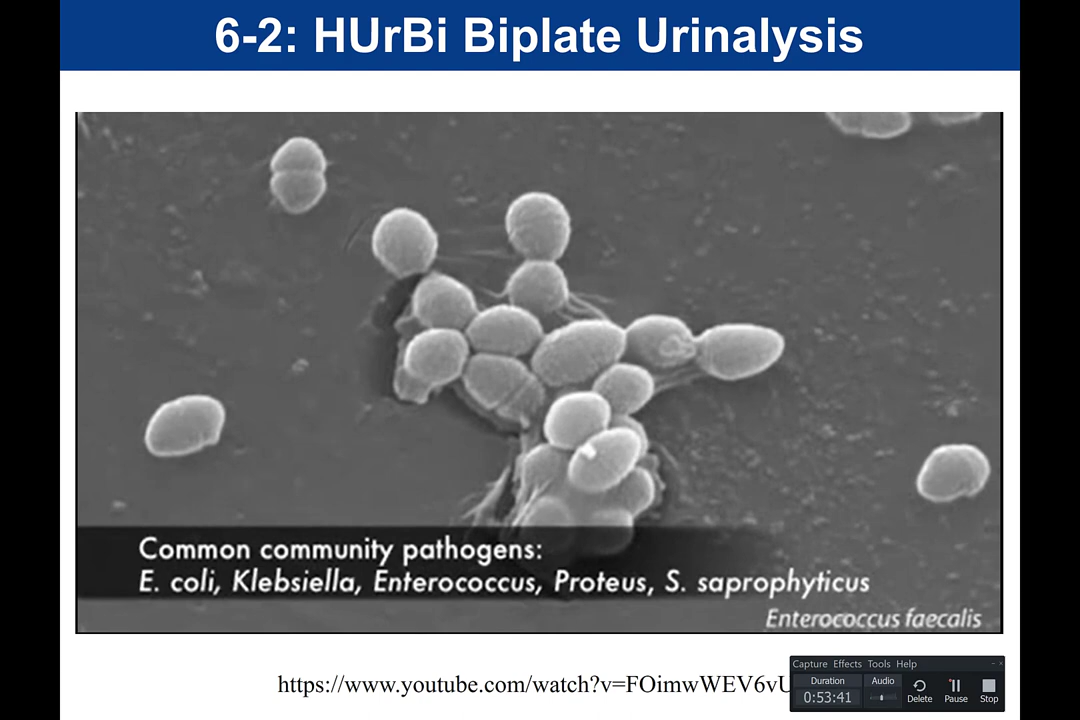 6-2: HUrBi Biplate Urinalysis
Common community pathogens:
E. coli, Klebsiella, Enterococcus, Proteus, S. saprophyticus
Enterococcus faecalis
https://www.youtube.com/watch?v=FOimwWEV6vU
Capture Effects Tools Help
Duration
0:53:41
Audio
Delete
Pause
Stop